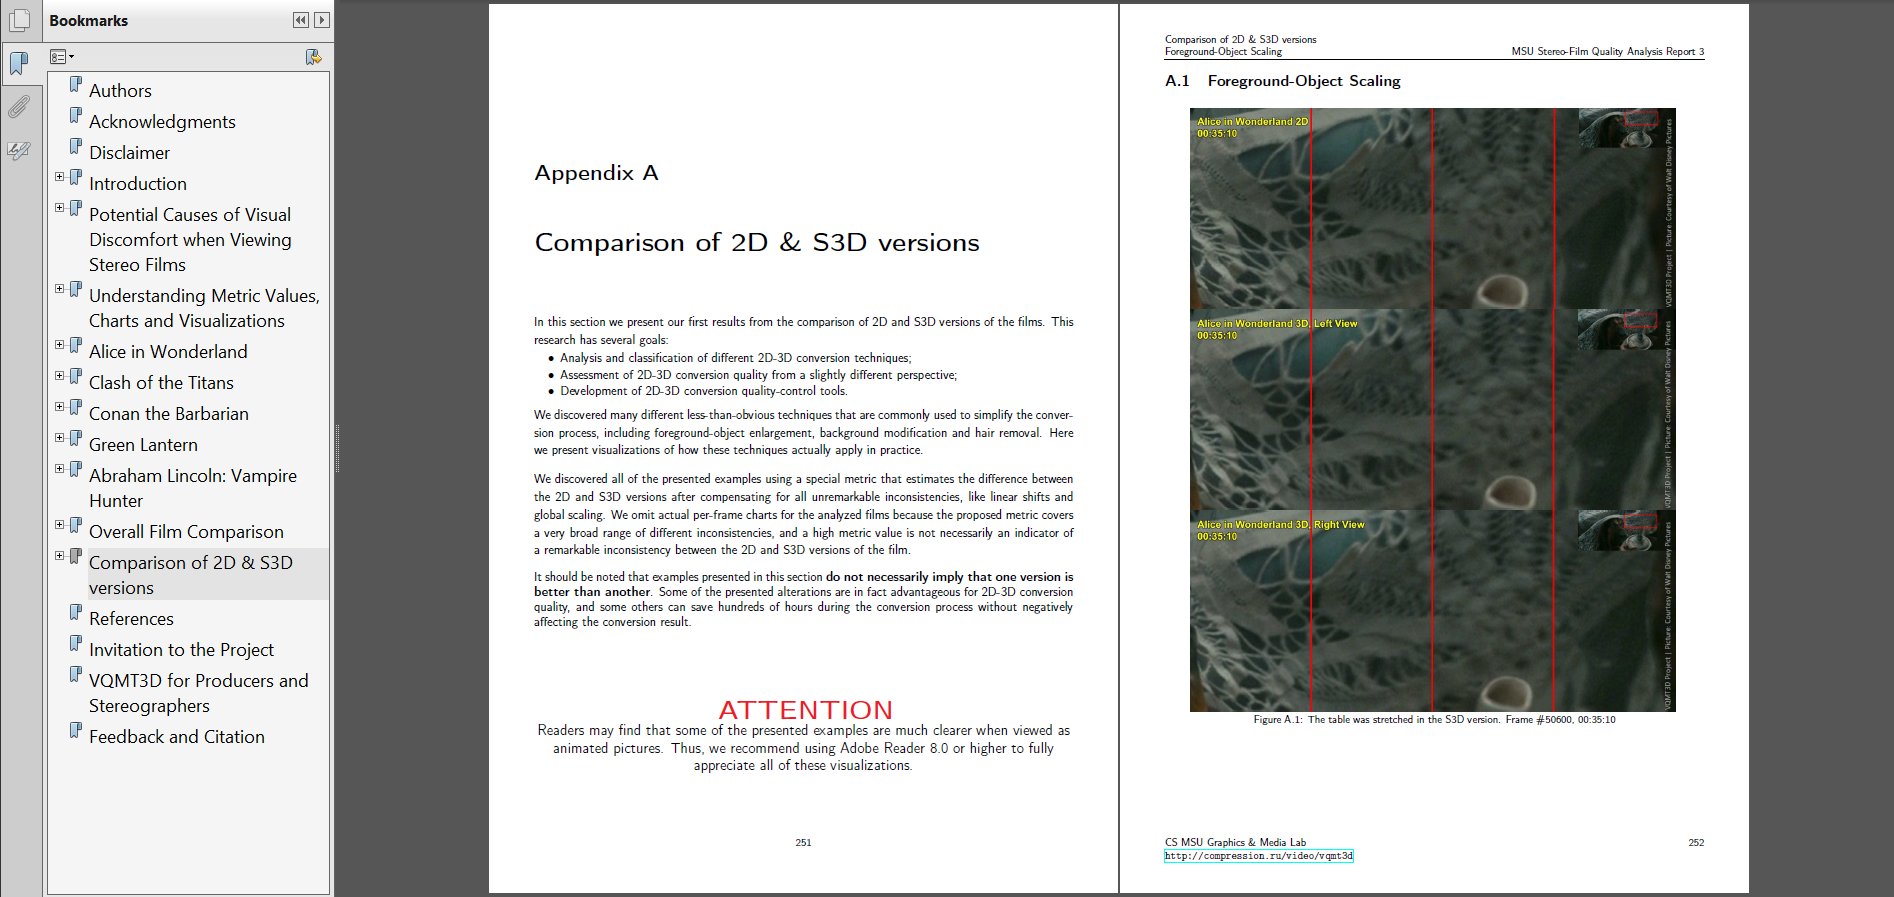 Bookmarks
Authors
Acknowledgments
Disclaimer
Introduction
Potential Causes of Visual
Discomfort when Viewing
Stereo Films
Understanding Metric Values,
Charts and Visualizations
Alice in Wonderland
Clash of the Titans
Conan the Barbarian
Green Lantern
Abraham Lincoln: Vampire
Hunter
Overall Film Comparison
Comparison of 2D & S3D
versions
References
Invitation to the Project
VQMT3D for Producers and
Stereographers
Feedback and Citation
Appendix A
Comparison of 2D & S3D versions
In this section we present our first results from the comparison of 2D and S3D versions of the films. This
research has several goals:
• Analysis and classification of different 2D-3D conversion techniques;
• Assessment of 2D-3D conversion quality from a slightly different perspective;
• Development of 2D-3D conversion quality-control tools.
We discovered many different less-than-obvious techniques that are commonly used to simplify the conver-
sion process, including foreground-object enlargement, background modification and hair removal. Here
we present visualizations of how these techniques actually apply in practice.
We discovered all of the presented examples using a special metric that estimates the difference between
the 2D and S3D versions after compensating for all unremarkable inconsistencies, like linear shifts and
global scaling. We omit actual per-frame charts for the analyzed films because the proposed metric covers
a very broad range of different inconsistencies, and a high metric value is not necessarily an indicator of
a remarkable inconsistency between the 2D and S3D versions of the film.
It should be noted that examples presented in this section do not necessarily imply that one version is
better than another. Some of the presented alterations are in fact advantageous for 2D-3D conversion
quality, and some others can save hundreds of hours during the conversion process without negatively
affecting the conversion result.
ATTENTION
Readers may find that some of the presented examples are much clearer when viewed as
animated pictures. Thus, we recommend using Adobe Reader 8.0 or higher to fully
appreciate all of these visualizations.
251
Comparison of 2D & S3D versions
Foreground-Object Scaling
MSU Stereo-Film Quality Analysis Report 3
A.1 Foreground-Object Scaling
Alice in Wonderland 2D
00:35:10
VQMT3D Project | Picture: Courtesy of Walt Disney Pictures
Alice in Wonderland 3D, Left View
00:35:10
VQMT3D Project | Picture: Courtesy of Walt Disney Pictures
Alice in Wonderland 3D, Right View
00:35:10
VQMT3D Project | Picture: Courtesy of Walt Disney Pictures
Figure A.1: The table was stretched in the S3D version. Frame #50600, 00:35:10
CS MSU Graphics & Media Lab
http://compression.ru/video/vqmt3d
252